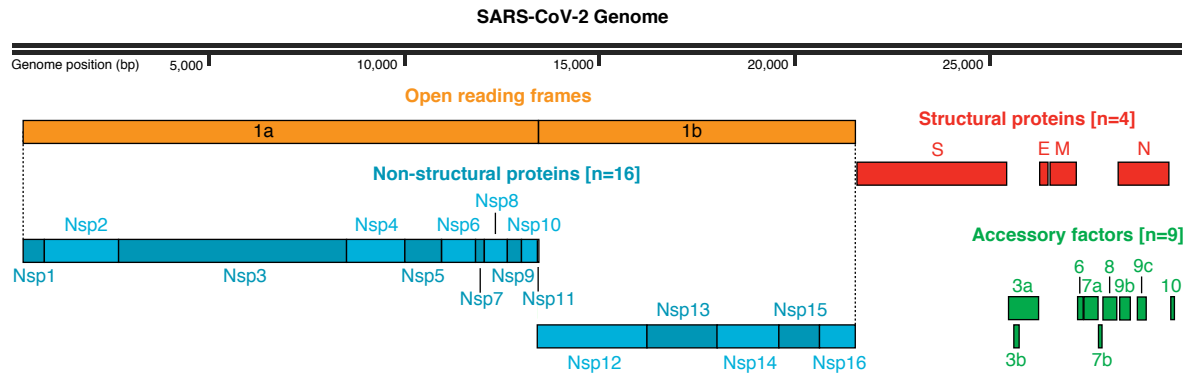 SARS-CoV-2 Genome
Genome position (bp) 5,000 10,000 15,000 20,000 25,000
Open reading frames
1a 1b
Structural proteins [n=4]
S E M N
Non-structural proteins [n=16]
Nsp8
Nsp2 Nsp4 Nsp6 Nsp10
Nsp1 Nsp3 Nsp5 Nsp9
Nsp7 Nsp11
Accessory factors [n=9]
6 8 9c
3a 7a 9b 10
Nsp13 Nsp15
Nsp12 Nsp14 Nsp16
3b 7b